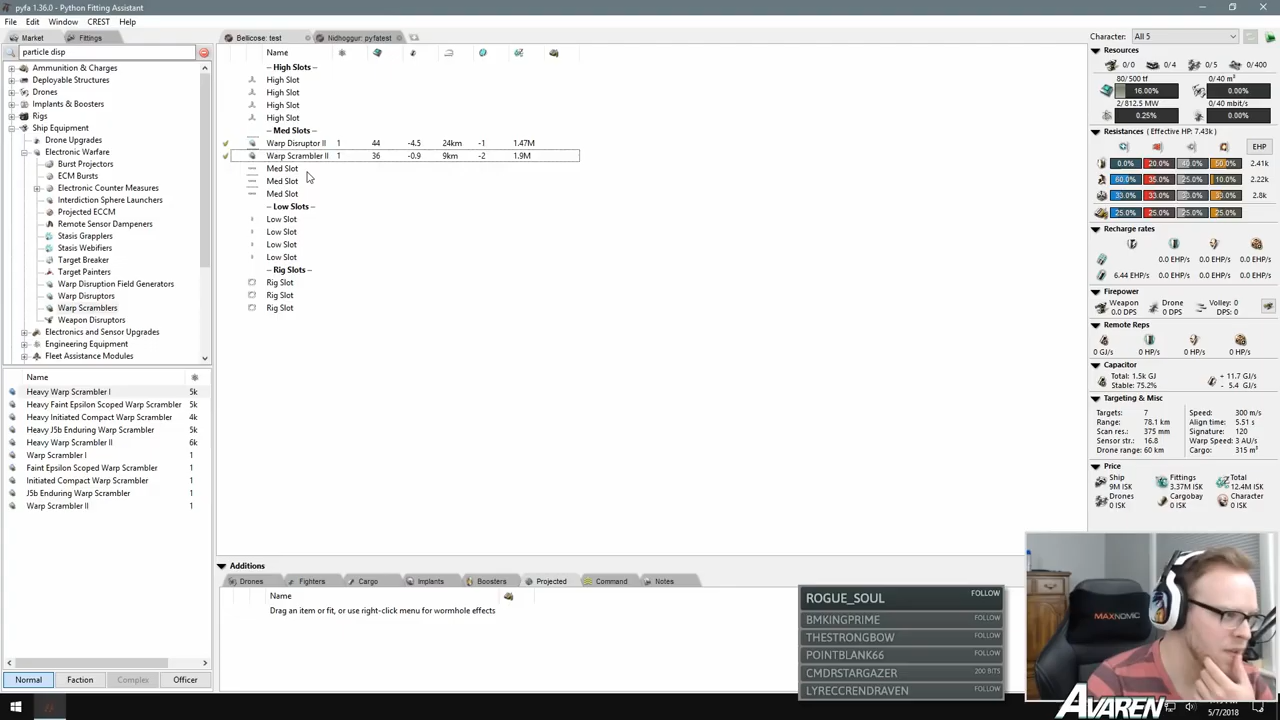 pyfa 1.36.0 - Python Fitting Assistant
File Edit Window CREST Help
Market Fittings
particle disp
Ammunition & Charges
Deployable Structures
Drones
Implants & Boosters
Rigs
Ship Equipment
Drone Upgrades
Electronic Warfare
Burst Projectors
ECM Bursts
Electronic Counter Measures
Interdiction Sphere Launchers
Projected ECCM
Remote Sensor Dampeners
Stasis Grapplers
Stasis Webifiers
Target Breaker
Target Painters
Warp Disruption Field Generators
Warp Disruptors
Warp Scramblers
Weapon Disruptors
Electronics and Sensor Upgrades
Engineering Equipment
Fleet Assistance Modules
Name
Heavy Warp Scrambler I 5k
Heavy Faint Epsilon Scoped Warp Scrambler 5k
Heavy Initiated Compact Warp Scrambler 4k
Heavy J5b Enduring Warp Scrambler 5k
Heavy Warp Scrambler II 6k
Warp Scrambler I 1
Faint Epsilon Scoped Warp Scrambler 1
Initiated Compact Warp Scrambler 1
J5b Enduring Warp Scrambler 1
Warp Scrambler II 1
Normal Faction Complex Officer
Bellicose: test Nidhoggur: pyfatest
Name
-- High Slots --
High Slot
High Slot
High Slot
High Slot
-- Med Slots --
Warp Disruptor II 1 44 -4.5 24km -1 1.47M
Warp Scrambler II 1 36 -0.9 9km -2 1.9M
Med Slot
Med Slot
Med Slot
-- Low Slots --
Low Slot
Low Slot
Low Slot
Low Slot
-- Rig Slots --
Rig Slot
Rig Slot
Rig Slot
Additions
Drones Fighters Cargo Implants Boosters Projected Command Notes
Name
Drag an item or fit, or use right-click menu for wormhole effects
Character: All 5
Resources
0/0 0/4 0/5 0/400
80/500 tf 0/40 m³
16.00% 0.00%
2/812.5 MW 0/40 mbit/s
0.25% 0.00%
Resistances (Effective HP: 7.43k)
EHP
0.0% 20.0% 40.0% 50.0% 2.41k
60.0% 35.0% 25.0% 10.0% 2.22k
33.0% 33.0% 33.0% 33.0% 2.8k
25.0% 25.0% 25.0% 25.0%
Recharge rates
0.0 EHP/s 0.0 EHP/s 0.0 EHP/s
6.44 EHP/s 0.0 EHP/s 0.0 EHP/s 0.0 EHP/s
Firepower
Weapon 0.0 DPS Drone 0.0 DPS Volley: 0 DPS: 0
Remote Reps
0 GJ/s 0 HP/s 0 HP/s 0 HP/s
Capacitor
Total: 1.5k GJ + 11.7 GJ/s
Stable: 75.2% - 5.4 GJ/s
Targeting & Misc
Targets: 7 Speed: 300 m/s
Range: 78.1 km Align time: 5.51 s
Scan res.: 375 mm Signature: 120
Sensor str.: 16.8 Warp Speed: 3 AU/s
Drone range: 60 km Cargo: 315 m³
Price
Ship Fittings Total
9M ISK 3.37M ISK 12.4M ISK
Drones Cargobay Character
0 ISK 0 ISK 0 ISK
ROGUE_SOUL FOLLOW
BMKINGPRIME FOLLOW
THESTRONGBOW FOLLOW
POINTBLANK66 FOLLOW
CMDRSTARGAZER 200 BITS
LYRECCRENDRAVEN FOLLOW
MAXNOMIC
AVAREN
5/7/2018